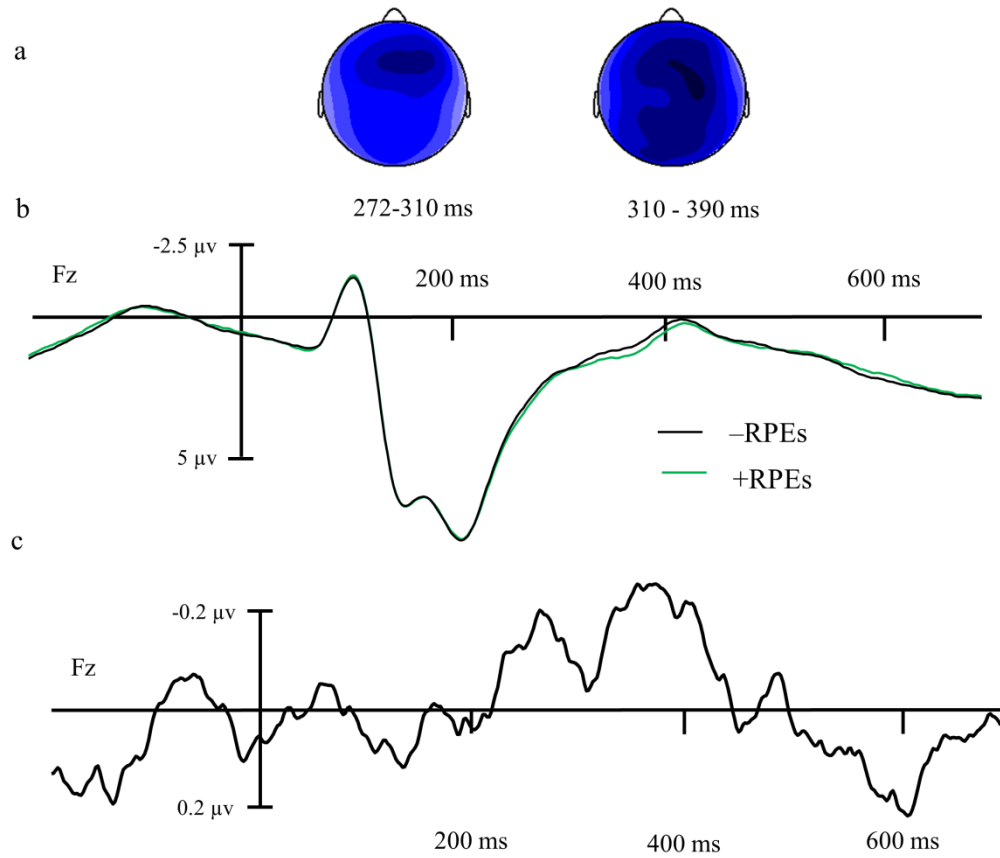 a
272-310 ms
310 - 390 ms
b
-2.5 µv
Fz
200 ms
400 ms
600 ms
5 µv
–RPEs
+RPEs
c
-0.2 µv
Fz
0.2 µv
200 ms
400 ms
600 ms